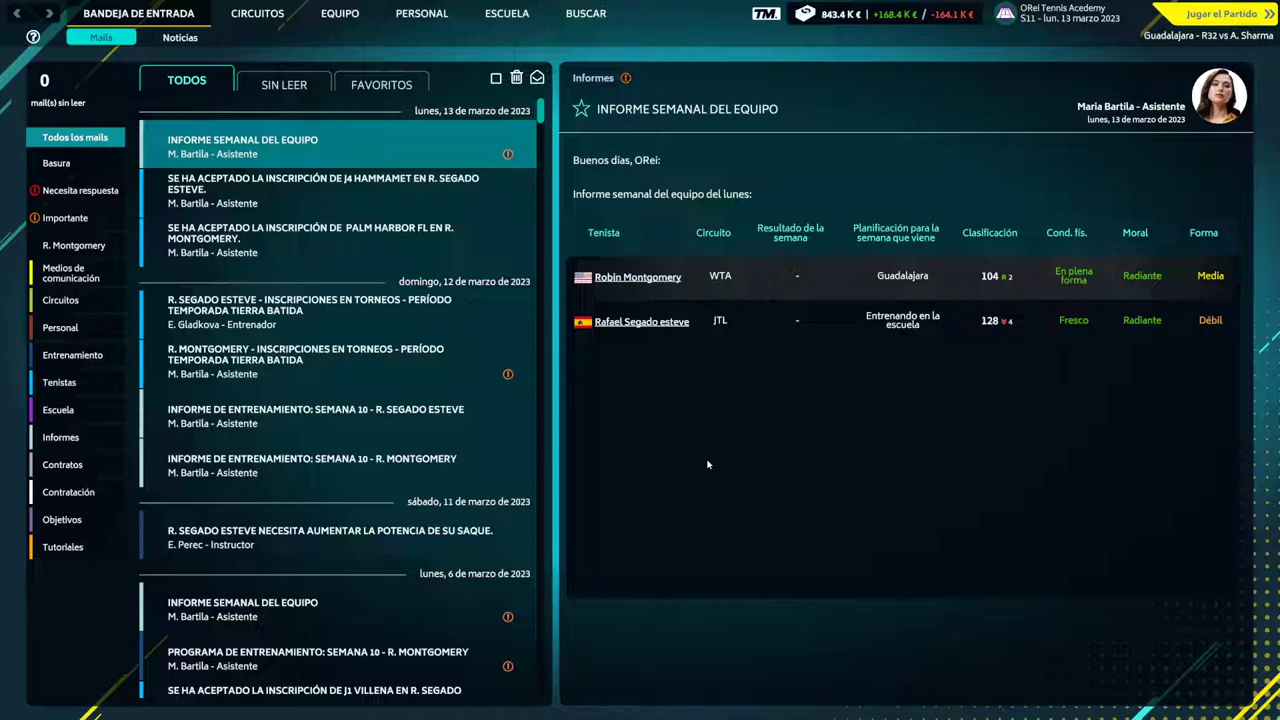 BANDEJA DE ENTRADA CIRCUITOS EQUIPO PERSONAL ESCUELA BUSCAR
TM. 843.4 K € | +168.4 K € / -164.1 K €
ORei Tennis Acedemy
S11 - lun. 13 marzo 2023
Jugar el Partido
Guadalajara - R32 vs A. Sharma
Mails Noticias
0
mail(s) sin leer
Todos los mails
Basura
Necesita respuesta
Importante
R. Montgomery
Medios de
comunicación
Circuitos
Personal
Entrenamiento
Tenistas
Escuela
Informes
Contratos
Contratación
Objetivos
Tutoriales
TODOS SIN LEER FAVORITOS
lunes, 13 de marzo de 2023
INFORME SEMANAL DEL EQUIPO
M. Bartila - Asistente
SE HA ACEPTADO LA INSCRIPCIÓN DE J4 HAMMAMET EN R. SEGADO
ESTEVE.
M. Bartila - Asistente
SE HA ACEPTADO LA INSCRIPCIÓN DE PALM HARBOR FL EN R.
MONTGOMERY.
M. Bartila - Asistente
domingo, 12 de marzo de 2023
R. SEGADO ESTEVE - INSCRIPCIONES EN TORNEOS - PERÍODO
TEMPORADA TIERRA BATIDA
E. Gladkova - Entrenador
R. MONTGOMERY - INSCRIPCIONES EN TORNEOS - PERÍODO
TEMPORADA TIERRA BATIDA
M. Bartila - Asistente
INFORME DE ENTRENAMIENTO: SEMANA 10 - R. SEGADO ESTEVE
M. Bartila - Asistente
INFORME DE ENTRENAMIENTO: SEMANA 10 - R. MONTGOMERY
M. Bartila - Asistente
sábado, 11 de marzo de 2023
R. SEGADO ESTEVE NECESITA AUMENTAR LA POTENCIA DE SU SAQUE.
E. Perec - Instructor
lunes, 6 de marzo de 2023
INFORME SEMANAL DEL EQUIPO
M. Bartila - Asistente
PROGRAMA DE ENTRENAMIENTO: SEMANA 10 - R. MONTGOMERY
M. Bartila - Asistente
SE HA ACEPTADO LA INSCRIPCIÓN DE J1 VILLENA EN R. SEGADO
Informes
INFORME SEMANAL DEL EQUIPO
Maria Bartila - Asistente
lunes, 13 de marzo de 2023
Buenos días, ORei:
Informe semanal del equipo del lunes:
Tenista Circuito Resultado de la semana Planificación para la semana que viene Clasificación Cond. fís. Moral Forma
Robin Montgomery WTA - Guadalajara 104 2 En plena forma Radiante Media
Rafael Segado esteve JTL - Entrenando en la escuela 128 4 Fresco Radiante Débil